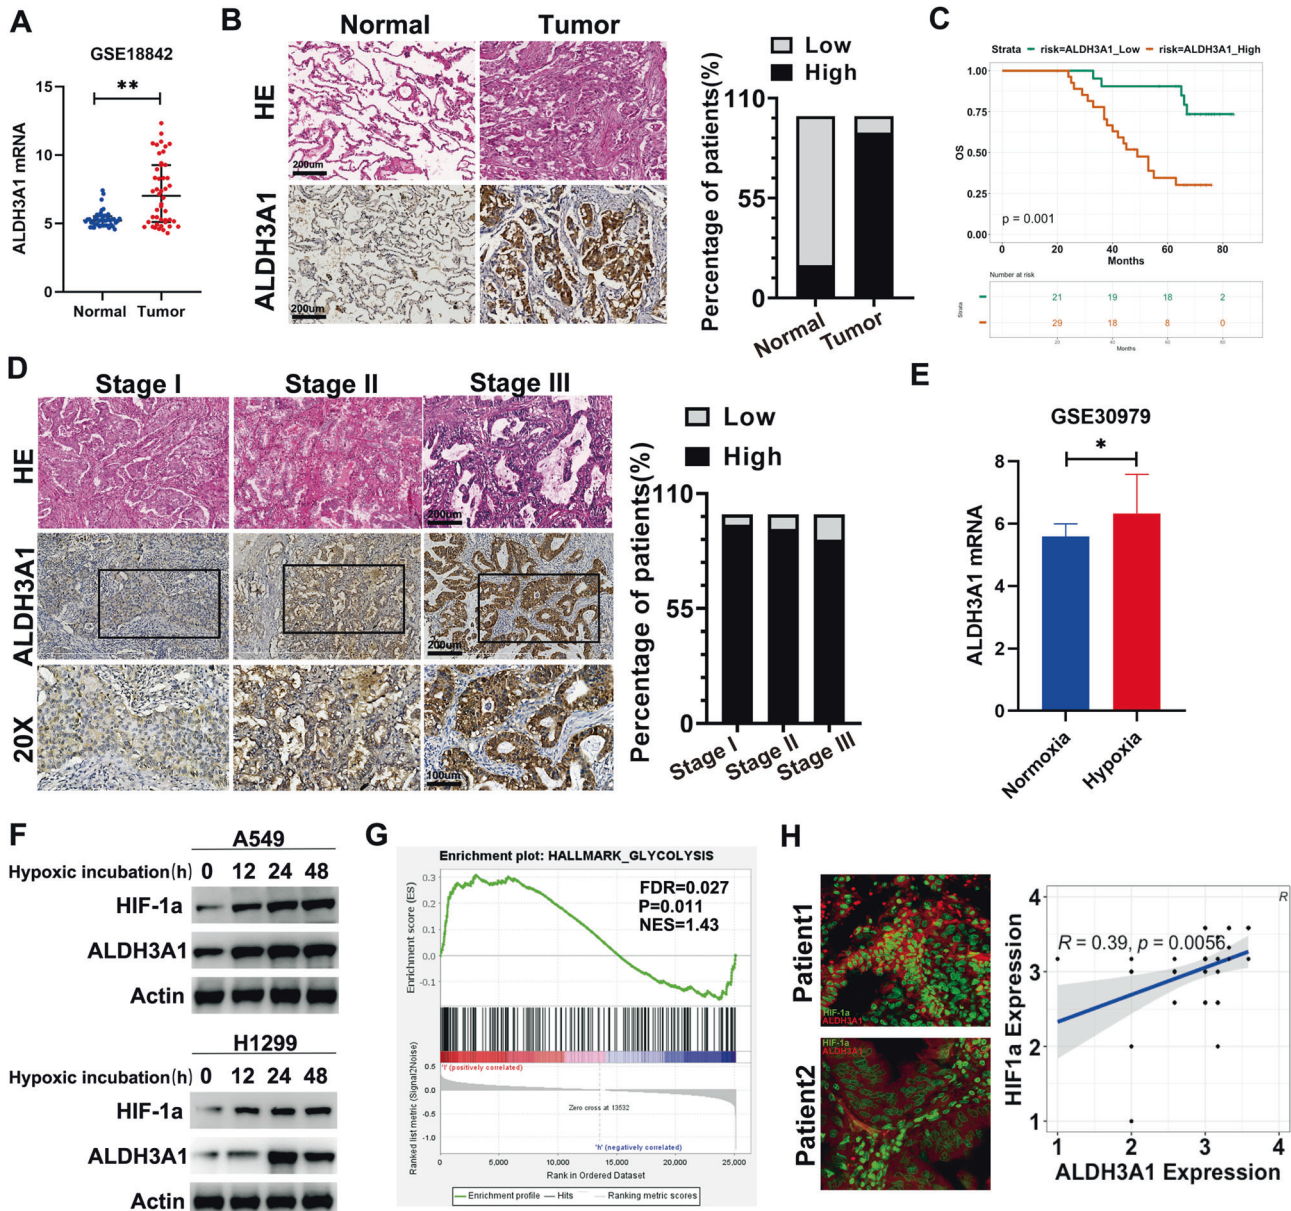 A
GSE18842
**
ALDH3A1 mRNA
15
10
5
0
Normal Tumor
B
Normal Tumor
HE
200um
ALDH3A1
200um
Low
High
Percentage of patients(%)
110
55
0
Normal
Tumor
C
Strata risk=ALDH3A1_Low risk=ALDH3A1_High
OS
1.00
0.75
0.50
0.25
0.00
p = 0.001
0 20 40 60 80
Months
Number at risk
Strata
21 19 18 2
29 18 8 0
20 40 60 80
Months
D
Stage I Stage II Stage III
HE
200um
ALDH3A1
200um
20X
100um
Low
High
Percentage of patients(%)
110
55
0
Stage I
Stage II
Stage III
E
GSE30979
*
ALDH3A1 mRNA
8
6
4
2
0
Normoxia
Hypoxia
F
A549
Hypoxic incubation(h) 0 12 24 48
HIF-1a
ALDH3A1
Actin
H1299
Hypoxic incubation(h) 0 12 24 48
HIF-1a
ALDH3A1
Actin
G
Enrichment plot: HALLMARK_GLYCOLYSIS
FDR=0.027
P=0.011
NES=1.43
Enrichment score (ES)
0.3
0.2
0.1
0.0
-0.1
'l' (positively correlated)
Ranked list metric (Signal2Noise)
0.5
0.0
-0.5
-1.0
Zero cross at 13532
'h' (negatively correlated)
0 5,000 10,000 15,000 20,000 25,000
Rank in Ordered Dataset
Enrichment profile Hits Ranking metric scores
H
Patient1
HIF-1a
ALDH3A1
Patient2
HIF-1a
ALDH3A1
R
R = 0.39, p = 0.0056
HIF1a Expression
4
3
2
1
1 2 3 4
ALDH3A1 Expression